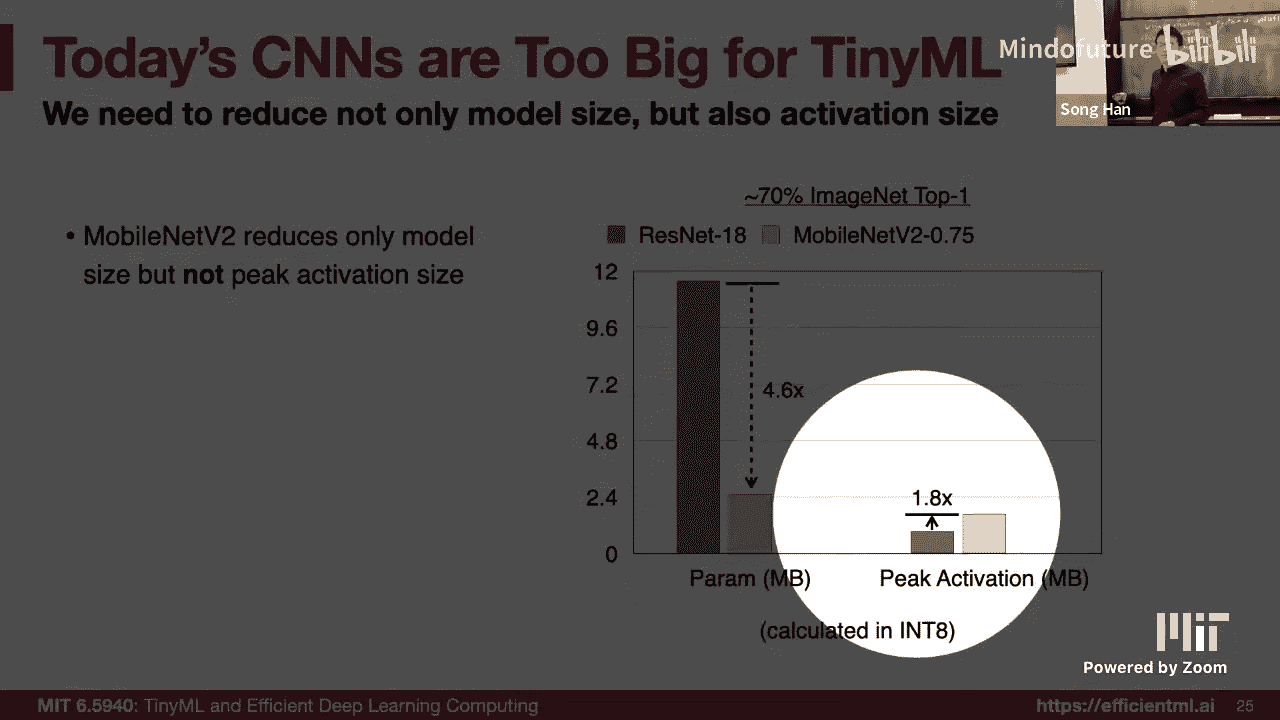 Today's CNNs are Too Big for TinyML
Mindofuture bilibili
We need to reduce not only model size, but also activation size
Song Han
• MobileNetV2 reduces only model
size but not peak activation size
~70% ImageNet Top-1
ResNet-18 MobileNetV2-0.75
12
9.6
7.2
4.8
2.4
0
4.6x
1.8x
Param (MB) Peak Activation (MB)
(calculated in INT8)
MIT
Powered by Zoom
MIT 6.5940: TinyML and Efficient Deep Learning Computing https://efficientml.ai 25